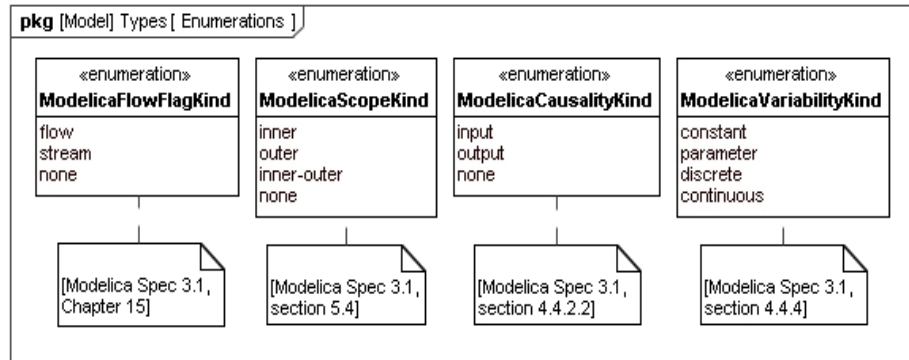 pkg [Model] Types [ Enumerations ]
«enumeration»
ModelicaFlowFlagKind
flow
stream
none
[Modelica Spec 3.1,
Chapter 15]
«enumeration»
ModelicaScopeKind
inner
outer
inner-outer
none
[Modelica Spec 3.1,
section 5.4]
«enumeration»
ModelicaCausalityKind
input
output
none
[Modelica Spec 3.1,
section 4.4.2.2]
«enumeration»
ModelicaVariabilityKind
constant
parameter
discrete
continuous
[Modelica Spec 3.1,
section 4.4.4]